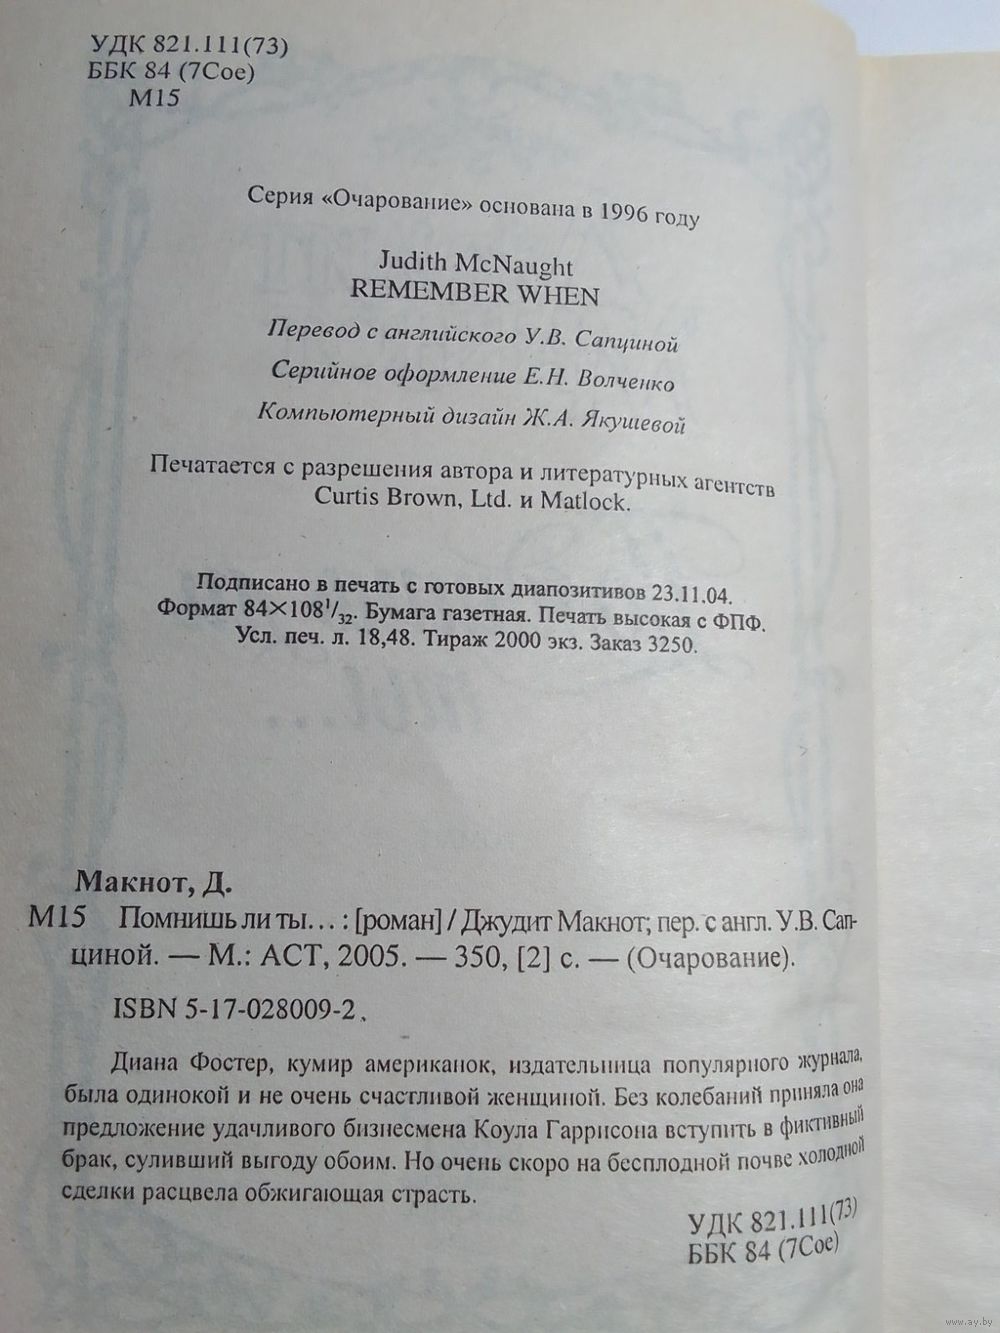 УДК 821.111(73)
ББК 84 (7Сое)
М15
Серия «Очарование» основана в 1996 году
Judith McNaught
REMEMBER WHEN
Перевод с английского У.В. Сапциной
Серийное оформление Е.Н. Волченко
Компьютерный дизайн Ж.А. Якушевой
Печатается с разрешения автора и литературных агентств
Curtis Brown, Ltd. и Matlock.
Подписано в печать с готовых диапозитивов 23.11.04.
Формат 84×108¹/₃₂. Бумага газетная. Печать высокая с ФПФ.
Усл. печ. л. 18,48. Тираж 2000 экз. Заказ 3250.
Макнот, Д.
М15 Помнишь ли ты... : [роман] / Джудит Макнот; пер. с англ. У.В. Сап-
циной. — М.: АСТ, 2005. — 350, [2] с. — (Очарование).
ISBN 5-17-028009-2.
Диана Фостер, кумир американок, издательница популярного журнала,
была одинокой и не очень счастливой женщиной. Без колебаний приняла она
предложение удачливого бизнесмена Коула Гаррисона вступить в фиктивный
брак, суливший выгоду обоим. Но очень скоро на бесплодной почве холодной
сделки расцвела обжигающая страсть.
УДК 821.111(73)
ББК 84 (7Сое)
www.ay.by